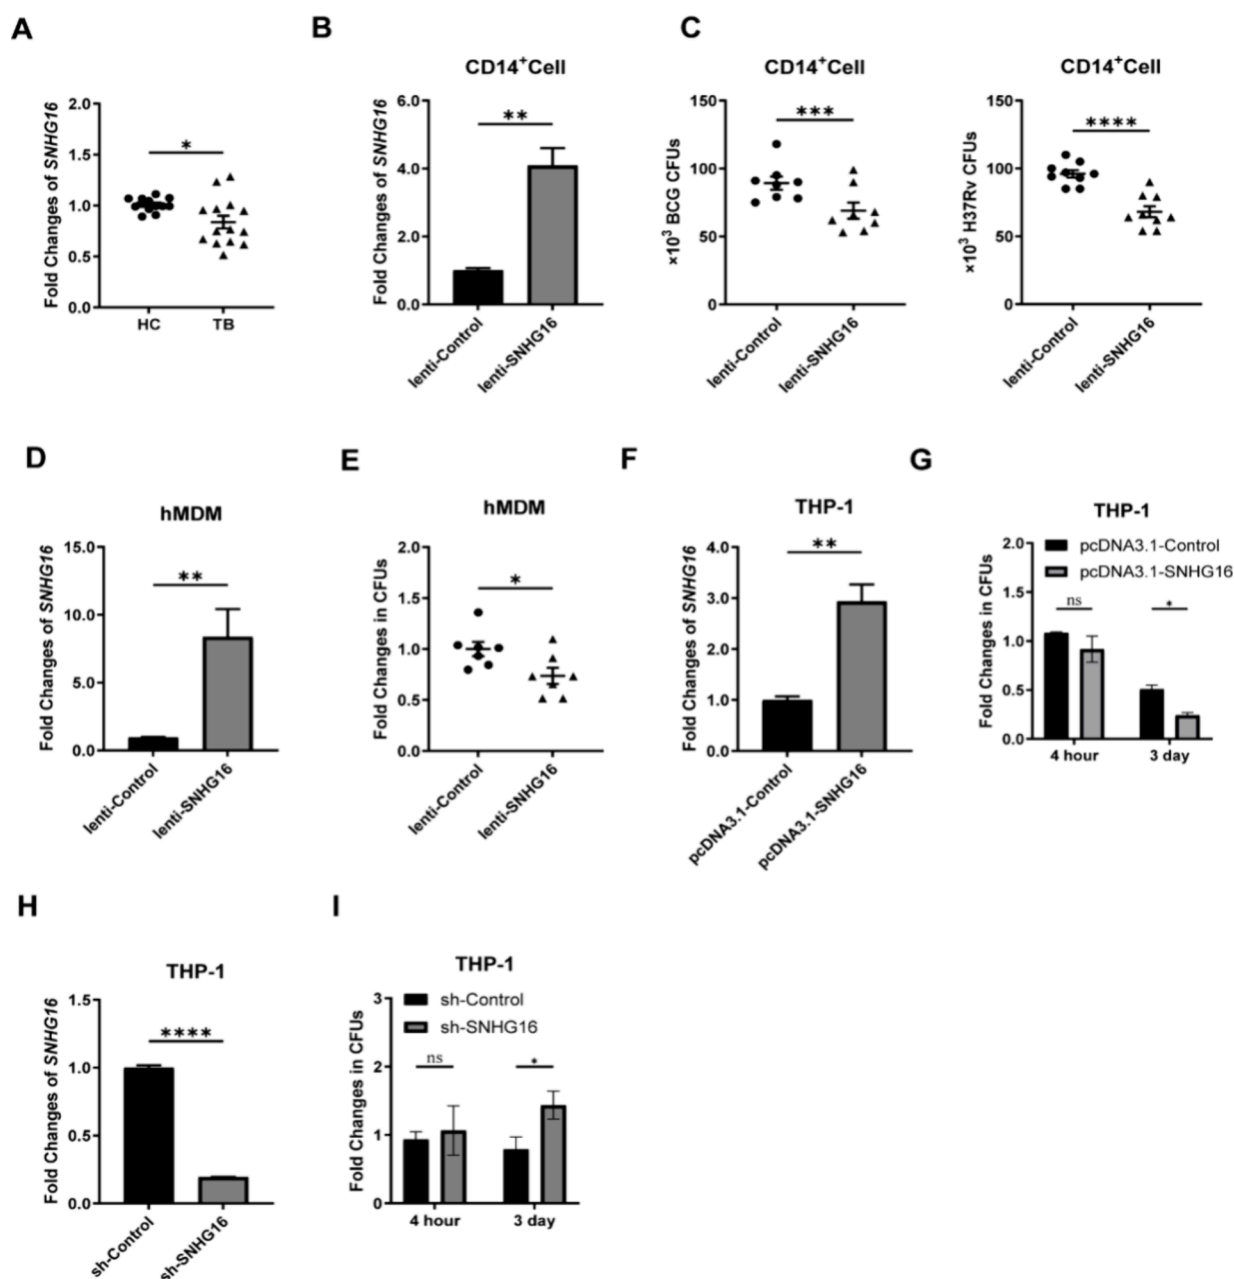 A
Fold Changes of SNHG16
2.0
1.5
1.0
0.5
0.0
*
HC
TB
B
CD14+Cell
Fold Changes of SNHG16
6.0
4.0
2.0
0.0
**
lenti-Control
lenti-SNHG16
C
CD14+Cell
×10³ BCG CFUs
150
100
50
0
***
lenti-Control
lenti-SNHG16
CD14+Cell
×10³ H37Rv CFUs
150
100
50
0
****
lenti-Control
lenti-SNHG16
D
hMDM
Fold Changes of SNHG16
15.0
10.0
5.0
0.0
**
lenti-Control
lenti-SNHG16
E
hMDM
Fold Changes in CFUs
2.0
1.5
1.0
0.5
0.0
*
lenti-Control
lenti-SNHG16
F
THP-1
Fold Changes of SNHG16
4.0
3.0
2.0
1.0
0.0
**
pcDNA3.1-Control
pcDNA3.1-SNHG16
G
THP-1
pcDNA3.1-Control
pcDNA3.1-SNHG16
Fold Changes in CFUs
2.0
1.5
1.0
0.5
0.0
ns
*
4 hour
3 day
H
THP-1
Fold Changes of SNHG16
1.5
1.0
0.5
0.0
****
sh-Control
sh-SNHG16
I
THP-1
sh-Control
sh-SNHG16
Fold Changes in CFUs
3
2
1
0
ns
*
4 hour
3 day